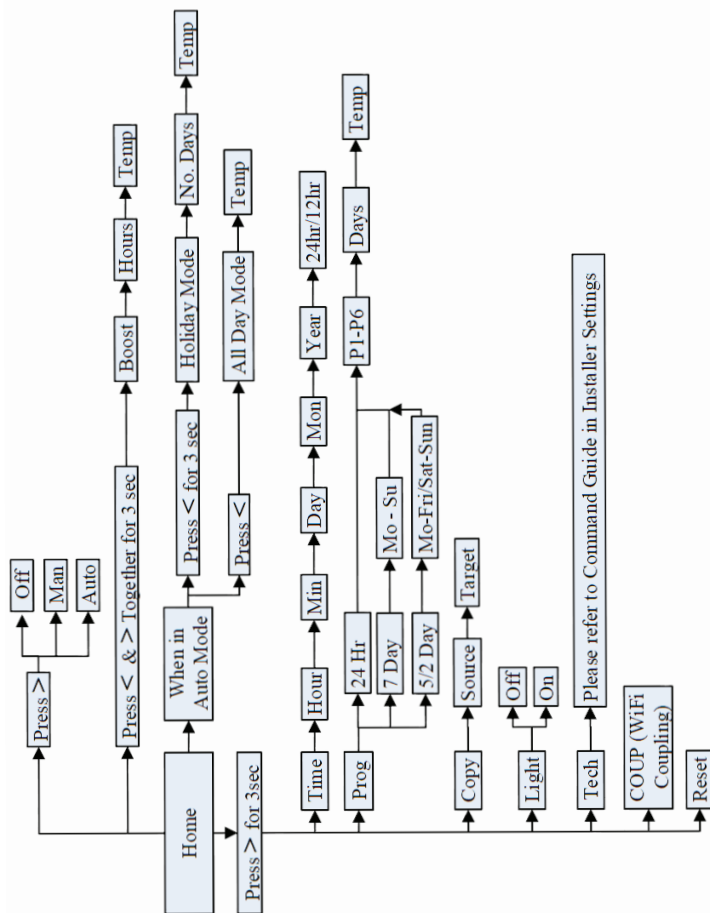 Home
Press >
Off
Man
Auto
Press < & > Together for 3 sec
Boost
Hours
Temp
When in
Auto Mode
Press < for 3 sec
Holiday Mode
No. Days
Temp
Press <
All Day Mode
Temp
Press > for 3sec
Time
Hour
Min
Day
Mon
Year
24hr/12hr
Prog
24 Hr
7 Day
Mo - Su
5/2 Day
Mo-Fri/Sat-Sun
P1-P6
Days
Temp
Copy
Source
Target
Light
Off
On
Tech
Please refer to Command Guide in Installer Settings
COUP (WiFi
Coupling)
Reset